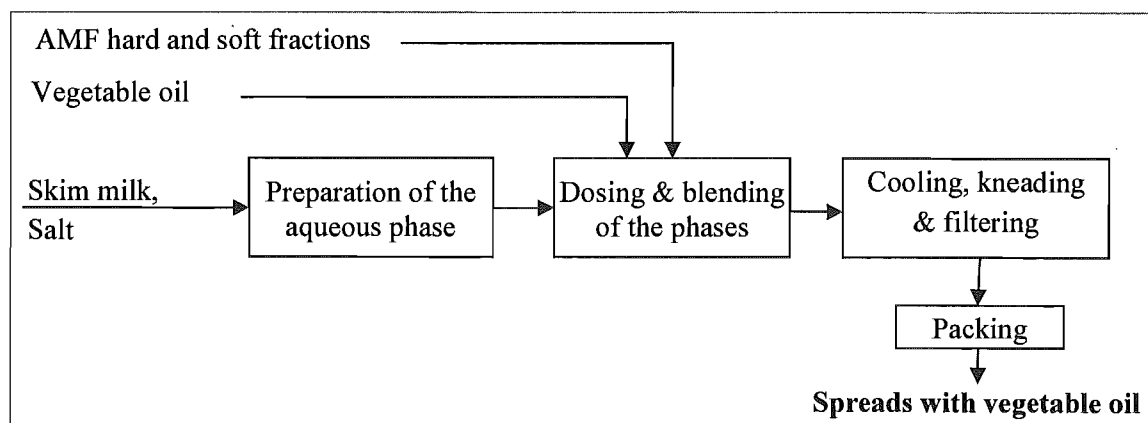 AMF hard and soft fractions
Vegetable oil
Skim milk,
Salt
Preparation of the
aqueous phase
Dosing & blending
of the phases
Cooling, kneading
& filtering
Packing
Spreads with vegetable oil